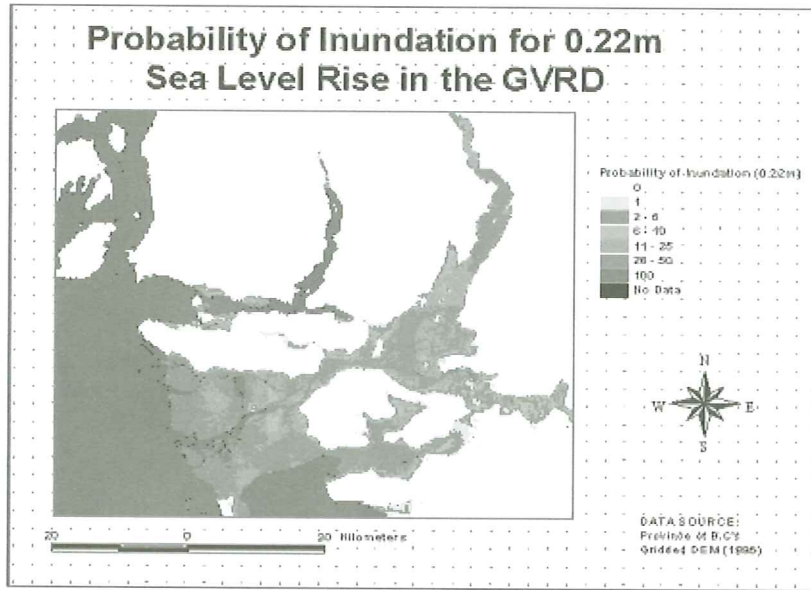 Probability of Inundation for 0.22m
Sea Level Rise in the GVRD
Probability of Inundation (0.22m)
0
1
2 - 5
6 - 10
11 - 25
26 - 50
100
No Data
N
W
E
S
20
0
20 Kilometers
DATA SOURCE:
Province of B.C's
Gridded DEM (1995)